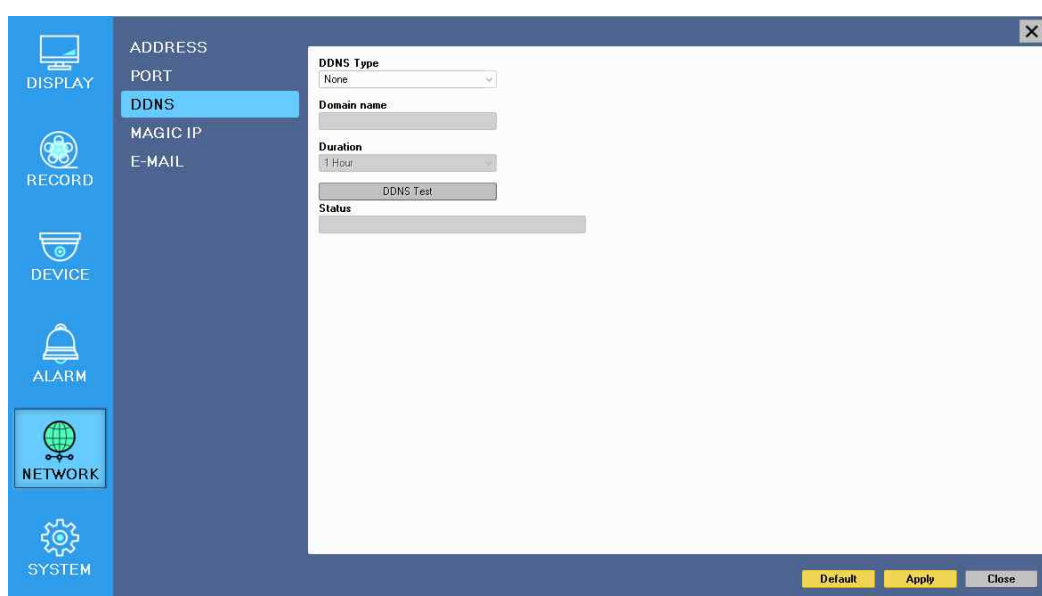 DISPLAY
RECORD
DEVICE
ALARM
NETWORK
SYSTEM
ADDRESS
PORT
DDNS
MAGIC IP
E-MAIL
DDNS Type
None
Domain name
Duration
1 Hour
DDNS Test
Status
Default
Apply
Close